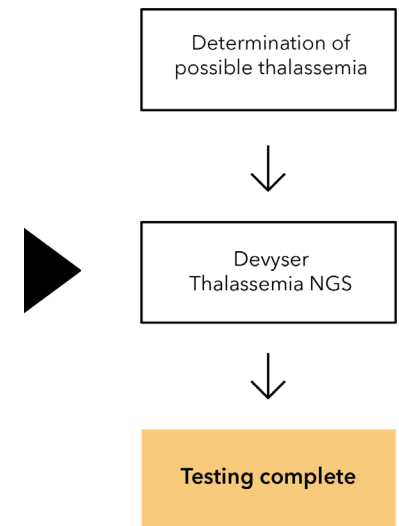 Determination of
possible thalassemia
Devyser
Thalassemia NGS
Testing complete